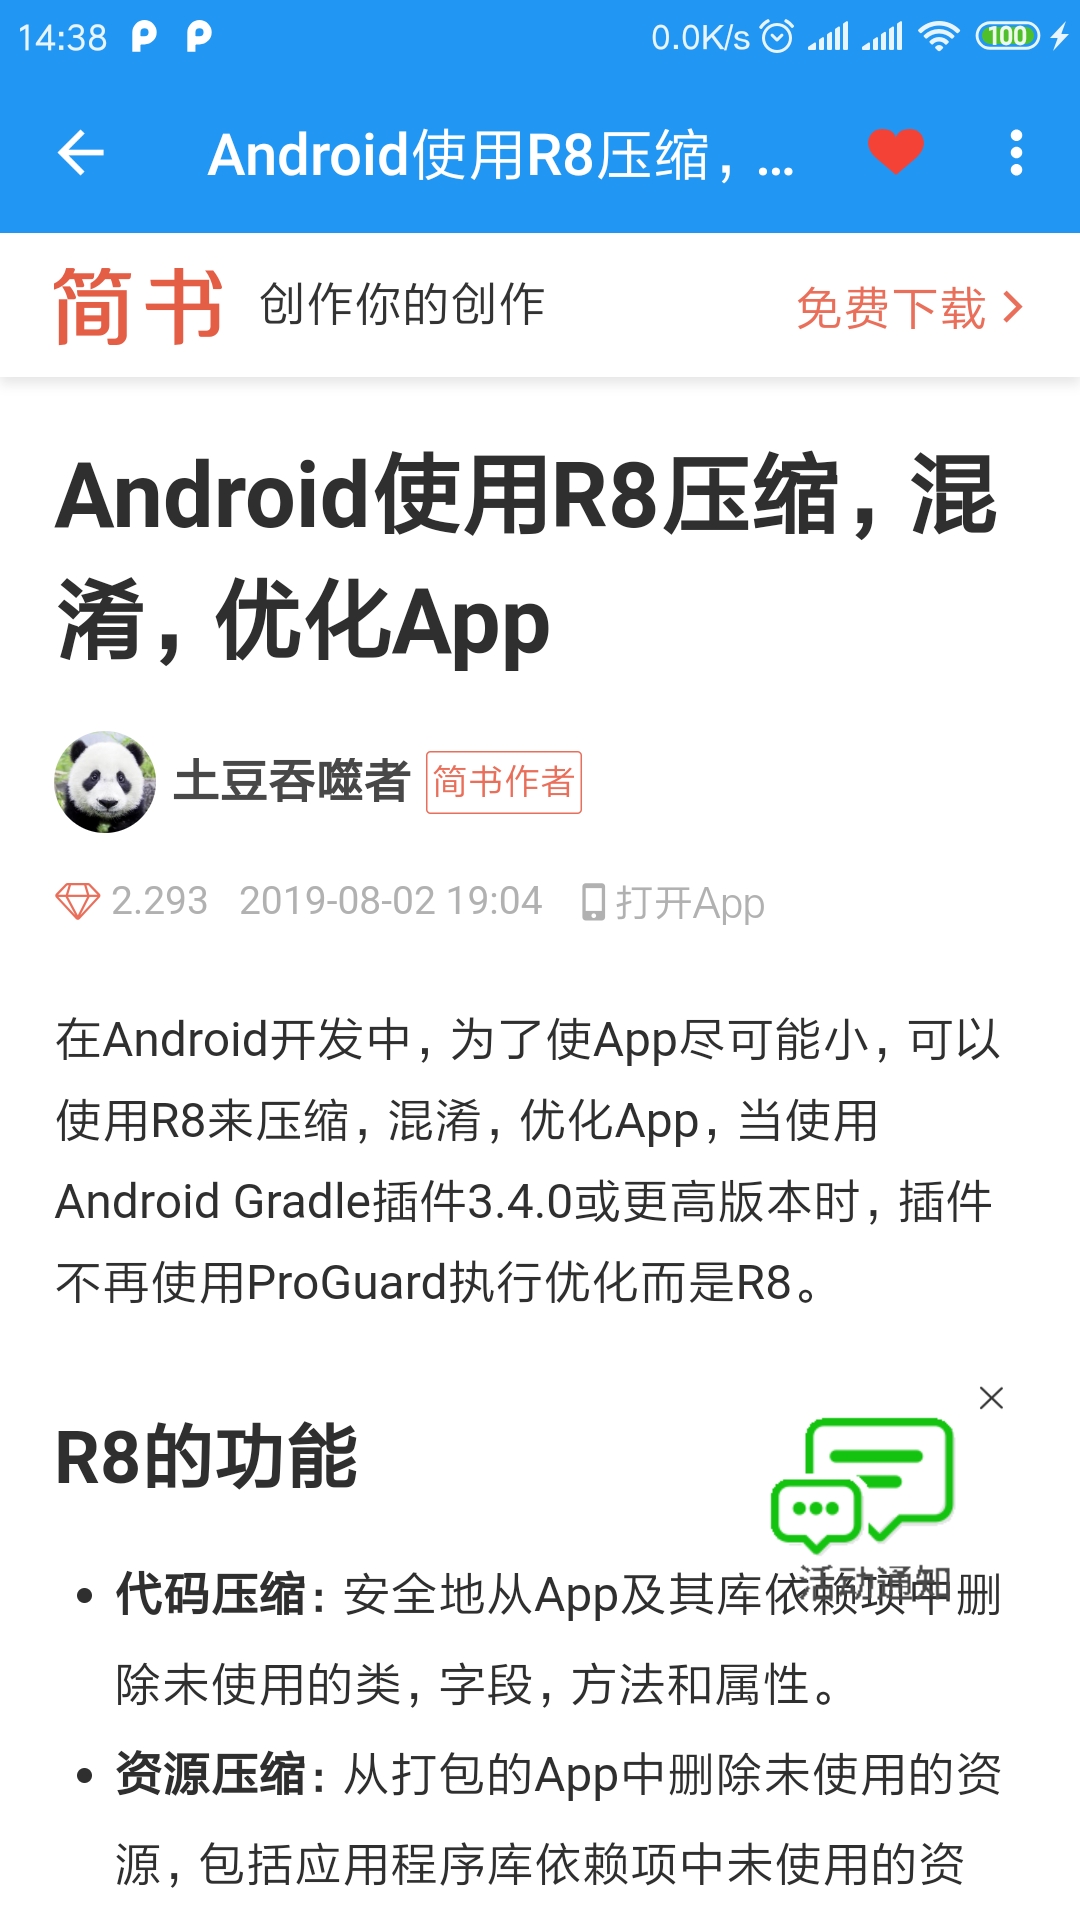 14:38 0.0K/s 100
Android使用R8压缩，...
简书 创作你的创作 免费下载
Android使用R8压缩，混
淆，优化App
土豆吞噬者 简书作者
2.293 2019-08-02 19:04 打开App
在Android开发中，为了使App尽可能小，可以
使用R8来压缩，混淆，优化App，当使用
Android Gradle插件3.4.0或更高版本时，插件
不再使用ProGuard执行优化而是R8。
R8的功能
活动通知
代码压缩：安全地从App及其库依赖项中删
除未使用的类，字段，方法和属性。
资源压缩：从打包的App中删除未使用的资
源，包括应用程序库依赖项中未使用的资